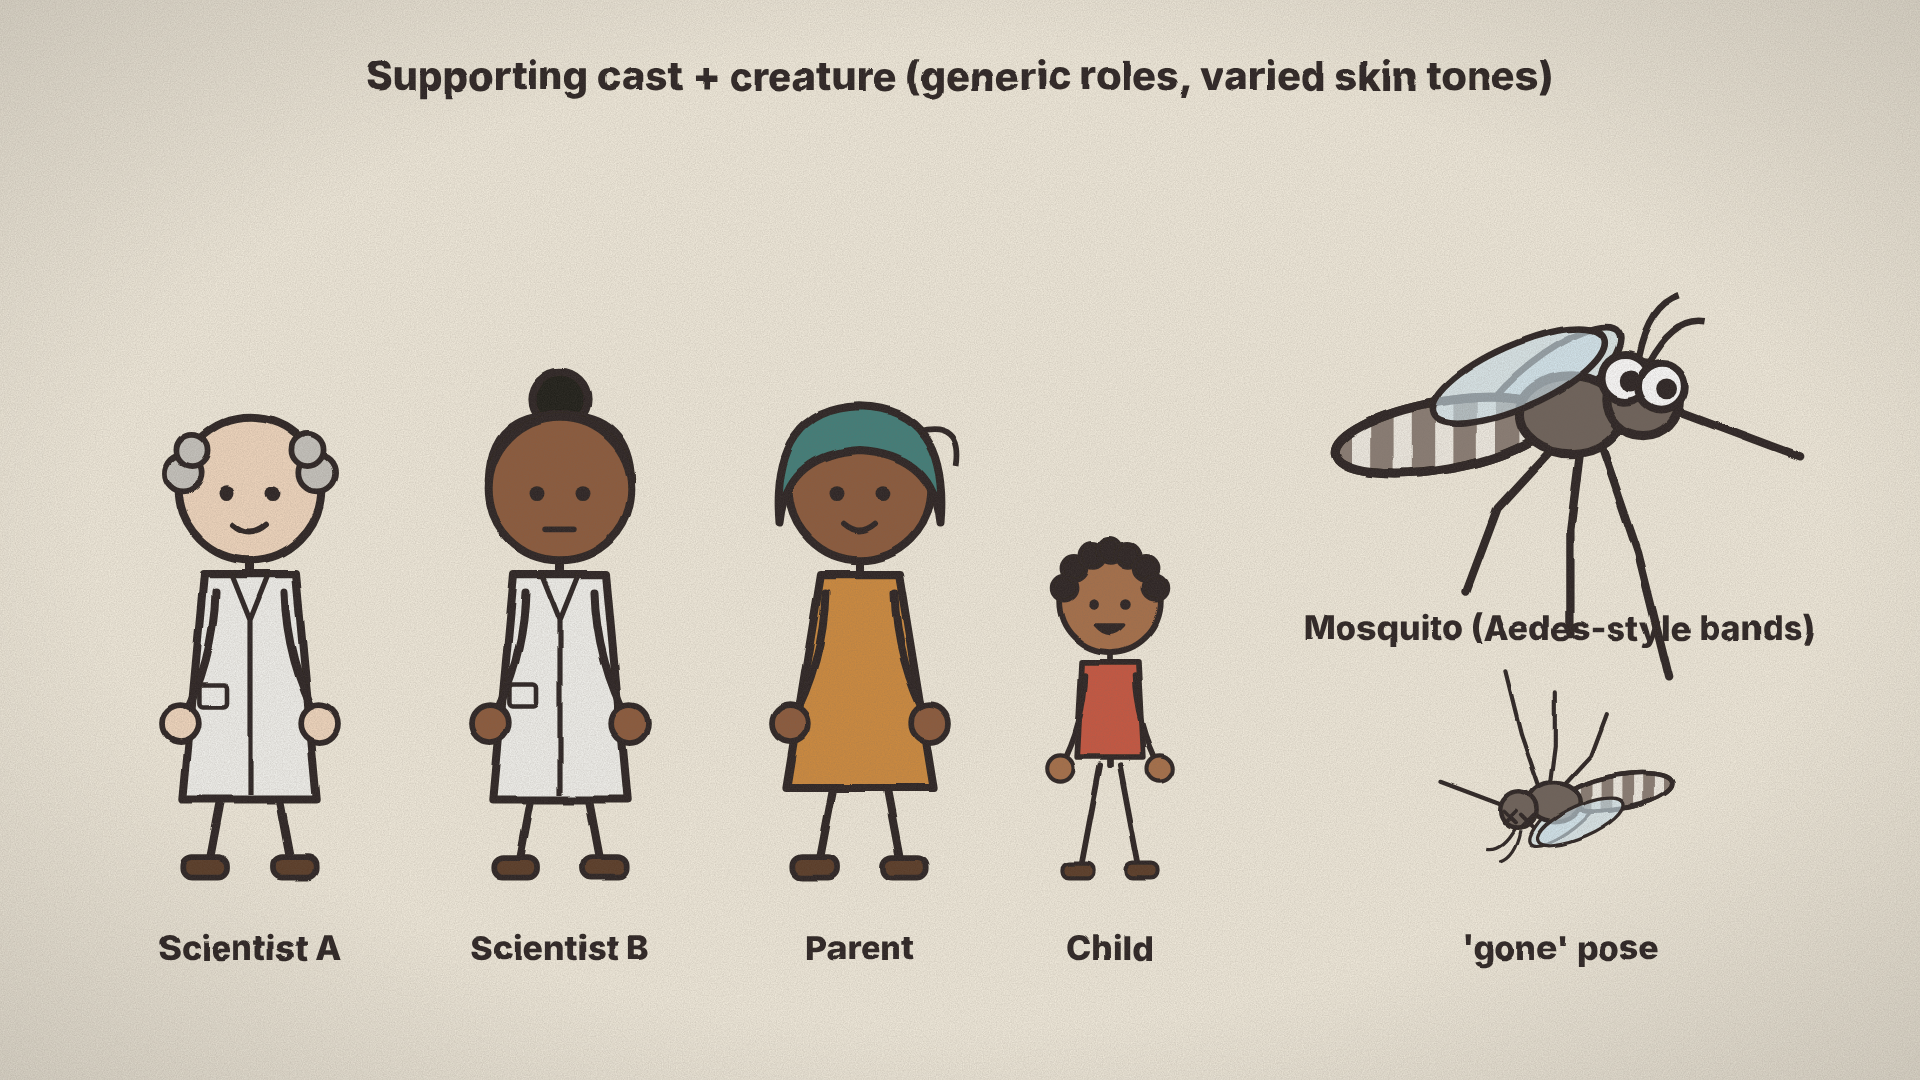 Supporting cast + creature (generic roles, varied skin tones)
Mosquito (Aedes-style bands)
Scientist A
Scientist B
Parent
Child
'gone' pose